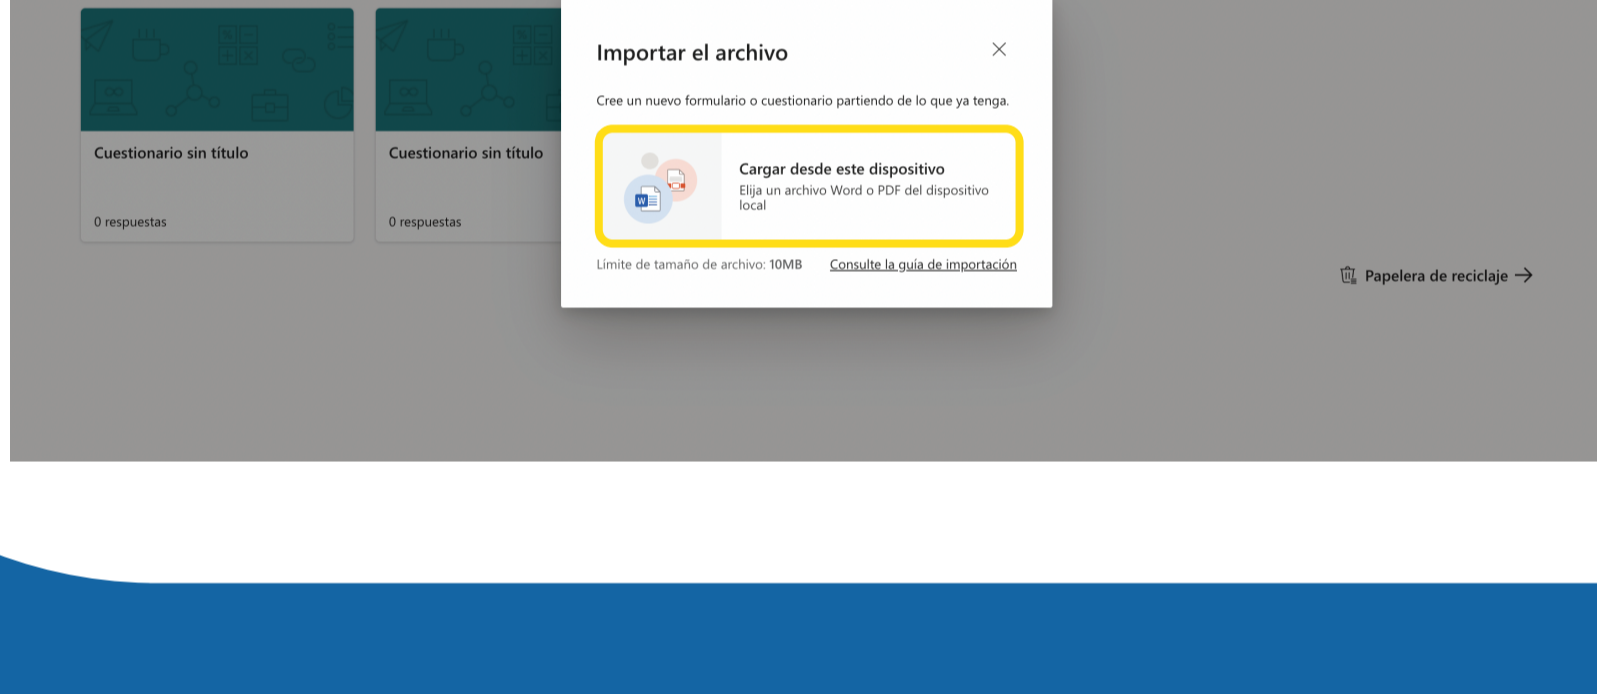 Importar el archivo
Cree un nuevo formulario o cuestionario partiendo de lo que ya tenga.
Cuestionario sin título
0 respuestas
Cuestionario sin título
0 respuestas
W
Cargar desde este dispositivo
Elija un archivo Word o PDF del dispositivo
local
Límite de tamaño de archivo: 10MB
Consulte la guía de importación
Papelera de reciclaje